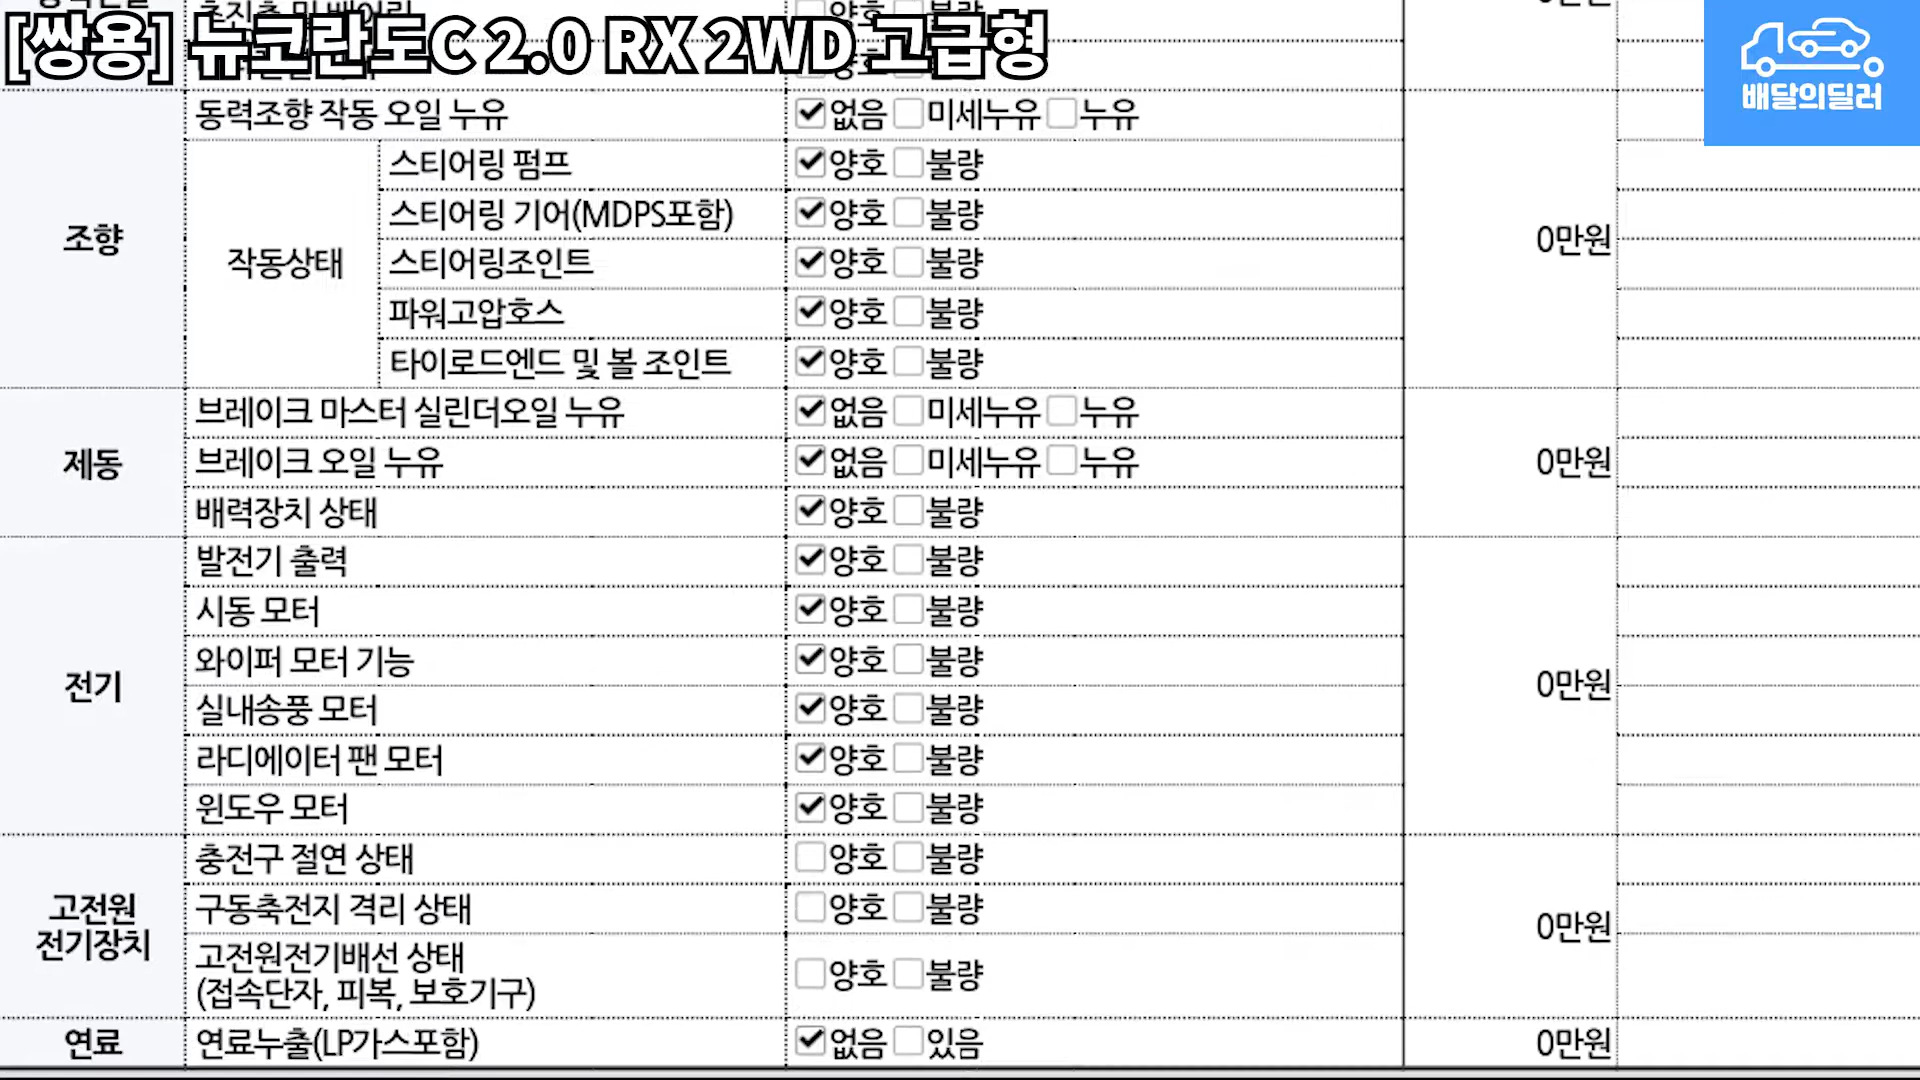 [쌍용] 뉴코란도C 2.0 RX 2WD 고급형
배달의딜러
추진축 및 베어링 양호 불량
조향
동력조향 작동 오일 누유 없음 미세누유 누유
작동상태
스티어링 펌프 양호 불량
스티어링 기어(MDPS포함) 양호 불량
스티어링조인트 양호 불량
파워고압호스 양호 불량
타이로드엔드 및 볼 조인트 양호 불량
0만원
제동
브레이크 마스터 실린더오일 누유 없음 미세누유 누유
브레이크 오일 누유 없음 미세누유 누유
배력장치 상태 양호 불량
0만원
전기
발전기 출력 양호 불량
시동 모터 양호 불량
와이퍼 모터 기능 양호 불량
실내송풍 모터 양호 불량
라디에이터 팬 모터 양호 불량
윈도우 모터 양호 불량
0만원
고전원
전기장치
충전구 절연 상태 양호 불량
구동축전지 격리 상태 양호 불량
고전원전기배선 상태
(접속단자, 피복, 보호기구) 양호 불량
0만원
연료
연료누출(LP가스포함) 없음 있음
0만원